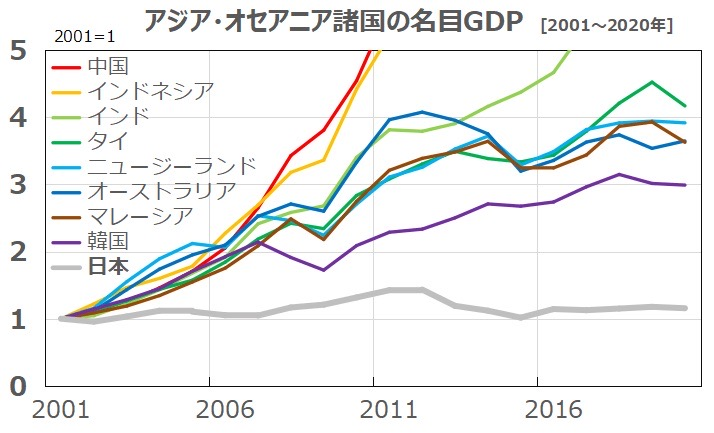 アジア・オセアニア諸国の名目GDP [2001～2020年]
2001=1
5
4
3
2
1
0
中国
インドネシア
インド
タイ
ニュージーランド
オーストラリア
マレーシア
韓国
日本
2001 2006 2011 2016